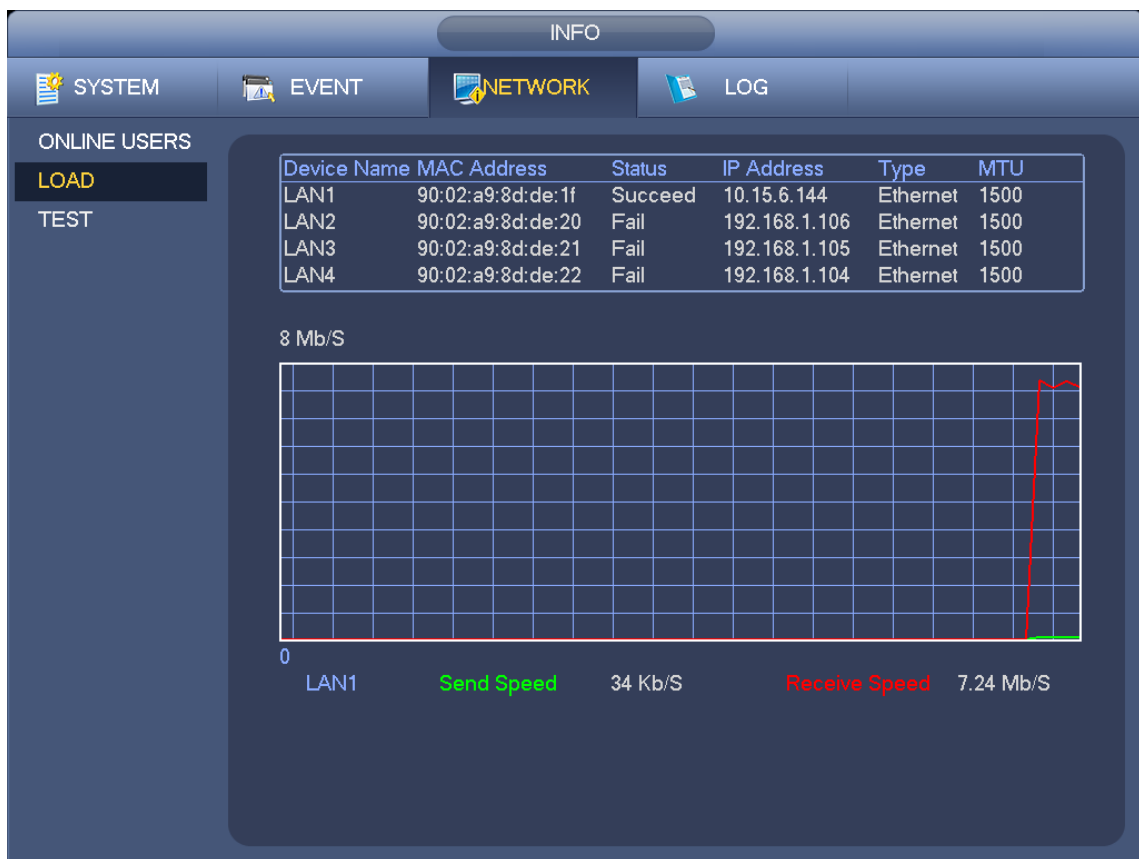 INFO
SYSTEM EVENT NETWORK LOG
ONLINE USERS
LOAD
TEST
Device Name MAC Address Status IP Address Type MTU
LAN1 90:02:a9:8d:de:1f Succeed 10.15.6.144 Ethernet 1500
LAN2 90:02:a9:8d:de:20 Fail 192.168.1.106 Ethernet 1500
LAN3 90:02:a9:8d:de:21 Fail 192.168.1.105 Ethernet 1500
LAN4 90:02:a9:8d:de:22 Fail 192.168.1.104 Ethernet 1500
8 Mb/S
0
LAN1 Send Speed 34 Kb/S Receive Speed 7.24 Mb/S